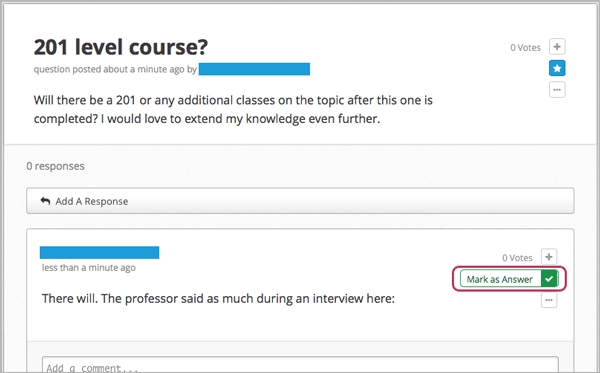 201 level course?
0 Votes
question posted about a minute ago by
Will there be a 201 or any additional classes on the topic after this one is
completed? I would love to extend my knowledge even further.
0 responses
Add A Response
0 Votes
less than a minute ago
Mark as Answer
There will. The professor said as much during an interview here:
Add a comment...